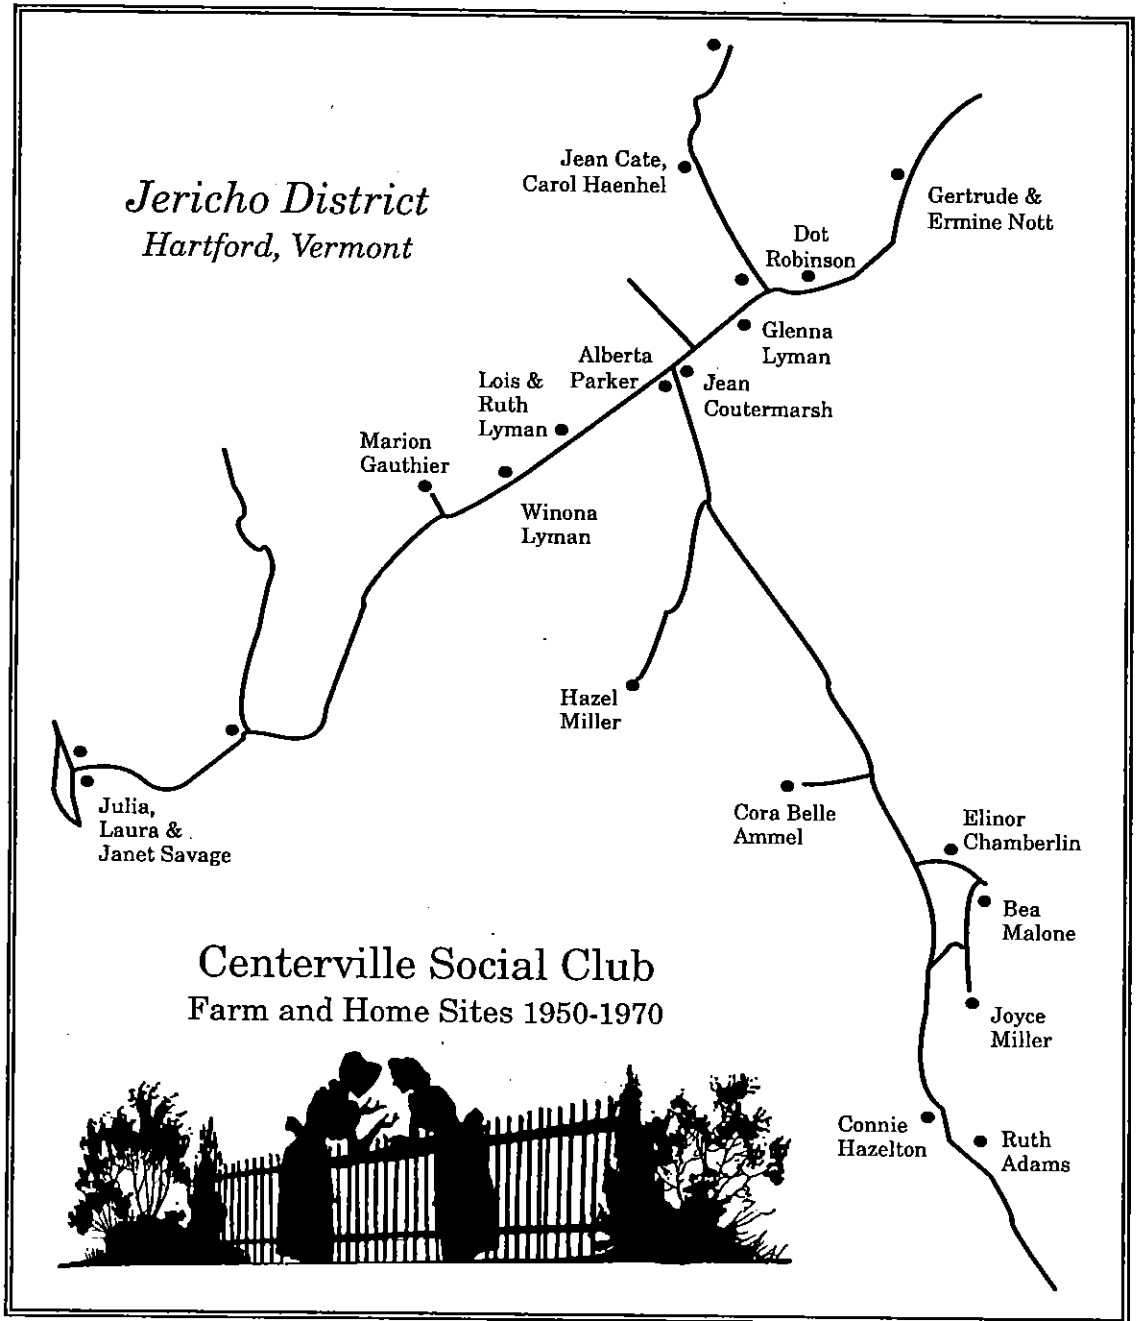 Jericho District
Hartford, Vermont
Jean Cate,
Carol Haenhel
Gertrude &
Ermine Nott
Dot
Robinson
Glenna
Lyman
Alberta
Parker
Jean
Coutermarsh
Lois &
Ruth
Lyman
Marion
Gauthier
Winona
Lyman
Hazel
Miller
Julia,
Laura &
Janet Savage
Cora Belle
Ammel
Elinor
Chamberlin
Bea
Malone
Joyce
Miller
Connie
Hazelton
Ruth
Adams
Centerville Social Club
Farm and Home Sites 1950-1970